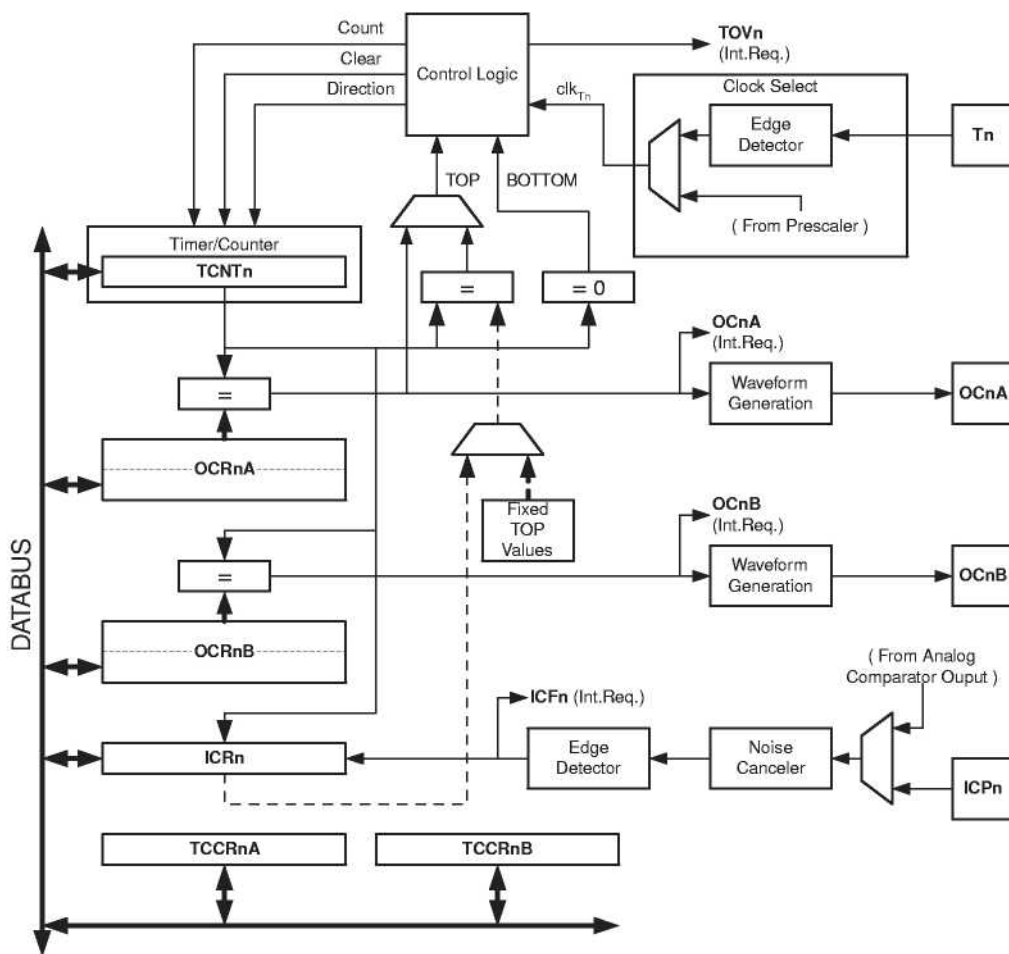 Count
TOVn
(Int.Req.)
Clear
Control Logic
Clock Select
Direction
clkTn
Edge
Detector
Tn
TOP
BOTTOM
( From Prescaler )
Timer/Counter
TCNTn
=
= 0
OCnA
(Int.Req.)
=
Waveform
Generation
OCnA
OCRnA
Fixed
TOP
Values
OCnB
(Int.Req.)
=
Waveform
Generation
OCnB
DATABUS
OCRnB
( From Analog
Comparator Ouput )
ICFn (Int.Req.)
ICRn
Edge
Detector
Noise
Canceler
ICPn
TCCRnA
TCCRnB